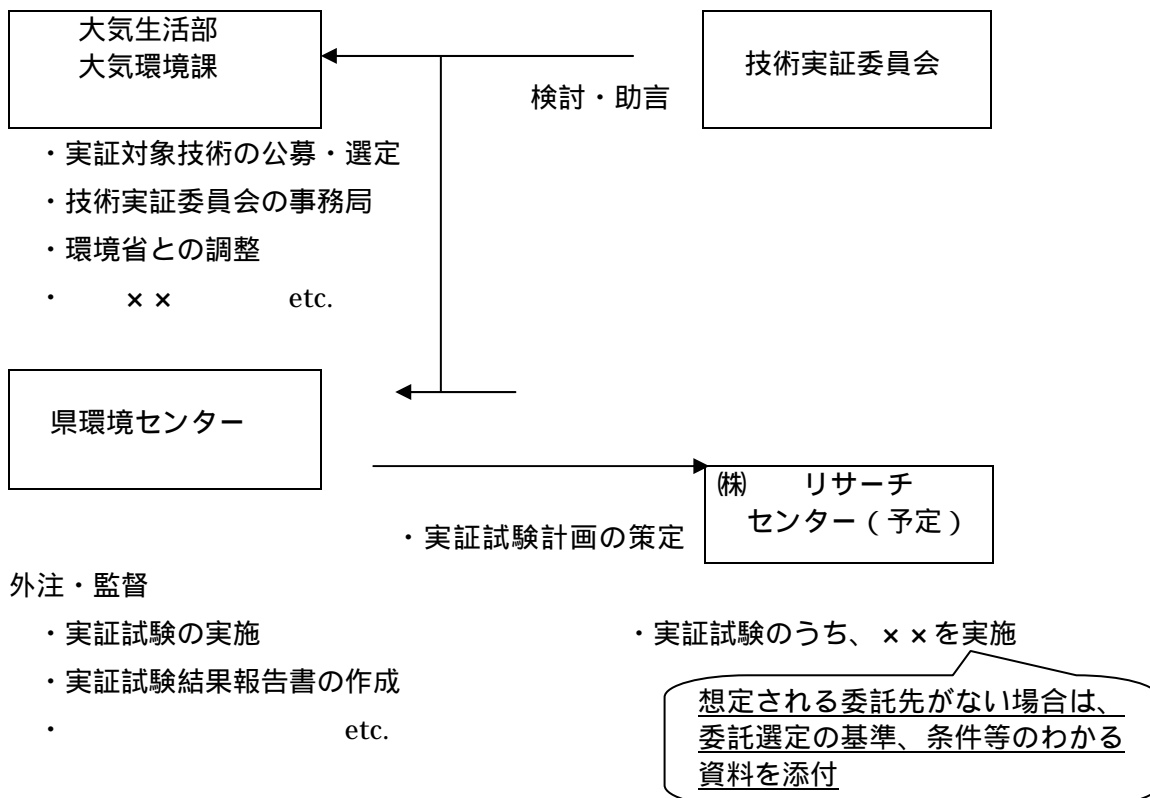 大気生活部
大気環境課
技術実証委員会
検討・助言
・実証対象技術の公募・選定
・技術実証委員会の事務局
・環境省との調整
・ ×× etc.
県環境センター
㈱ リサーチ
センター(予定)
・実証試験計画の策定
外注・監督
・実証試験の実施
・実証試験のうち、××を実施
・実証試験結果報告書の作成
・ etc.
想定される委託先がない場合は、
委託選定の基準、条件等のわかる
資料を添付